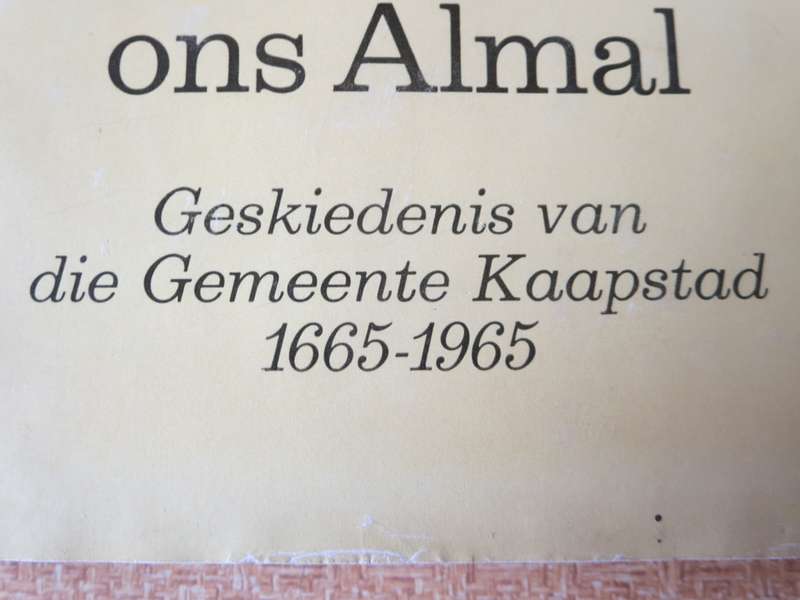 ons Almal
Geskiedenis van
die Gemeente Kaapstad
1665-1965